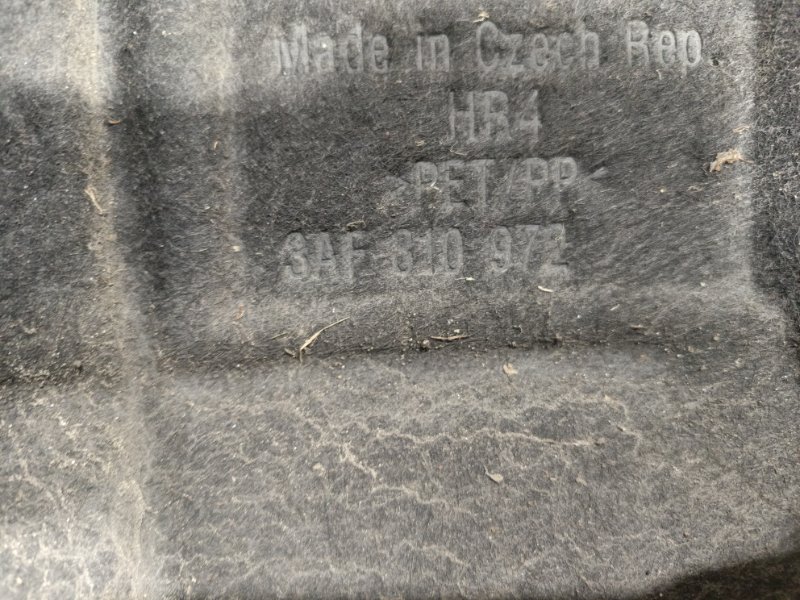 Made in Czech Rep.
HR4
>PET/PP<
3AF 810 972